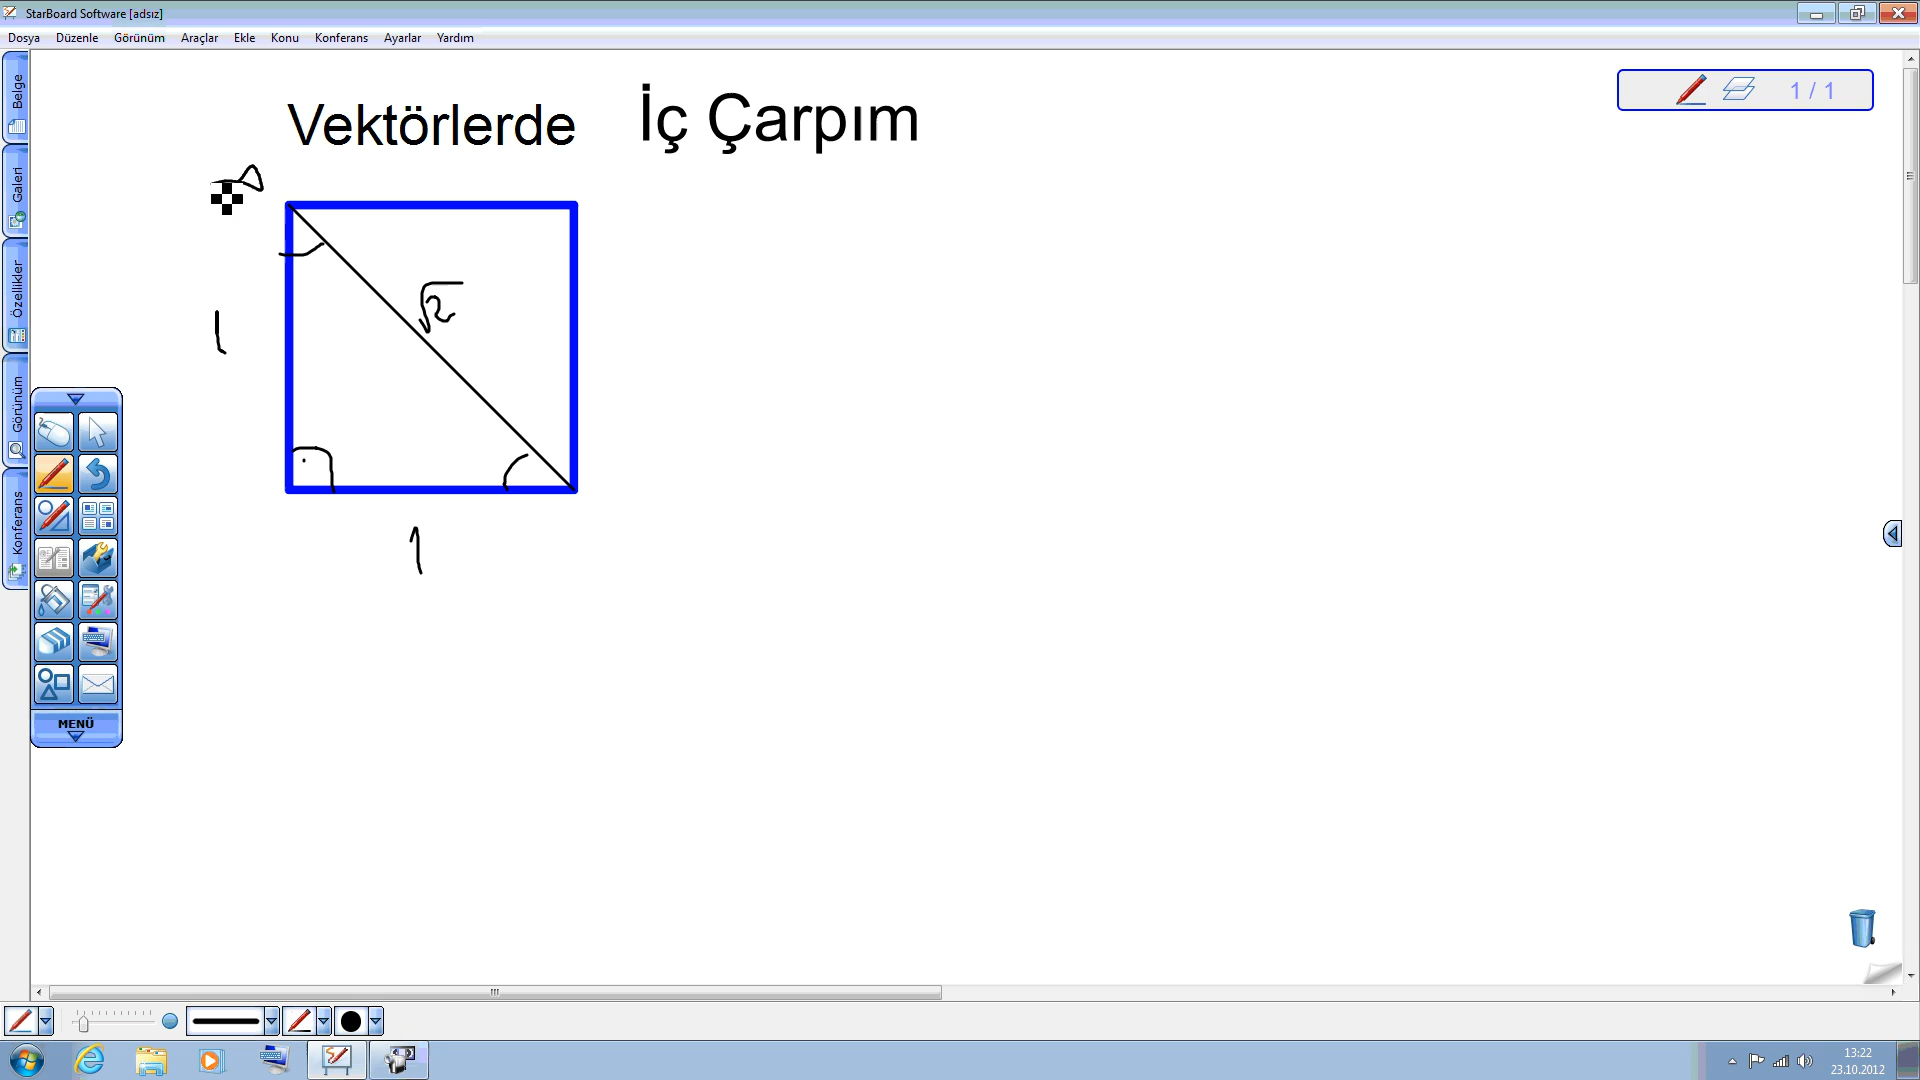 StarBoard Software [adsız]
Dosya Düzenle Görünüm Araçlar Ekle Konu Konferans Ayarlar Yardım
Belge
Galeri
Özellikler
Görünüm
Konferans
1 / 1
Vektörlerde İç Çarpım
√2
1
1
MENÜ
13:22
23.10.2012